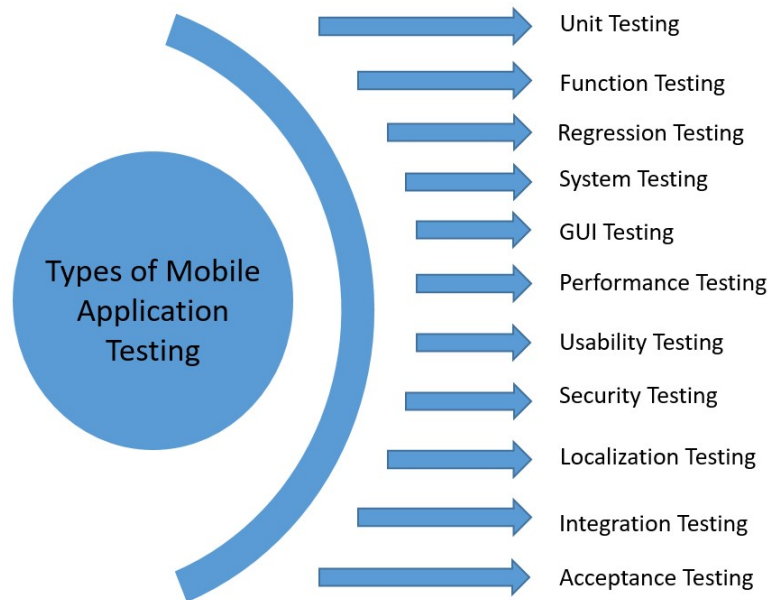 Types of Mobile
Application
Testing
Unit Testing
Function Testing
Regression Testing
System Testing
GUI Testing
Performance Testing
Usability Testing
Security Testing
Localization Testing
Integration Testing
Acceptance Testing